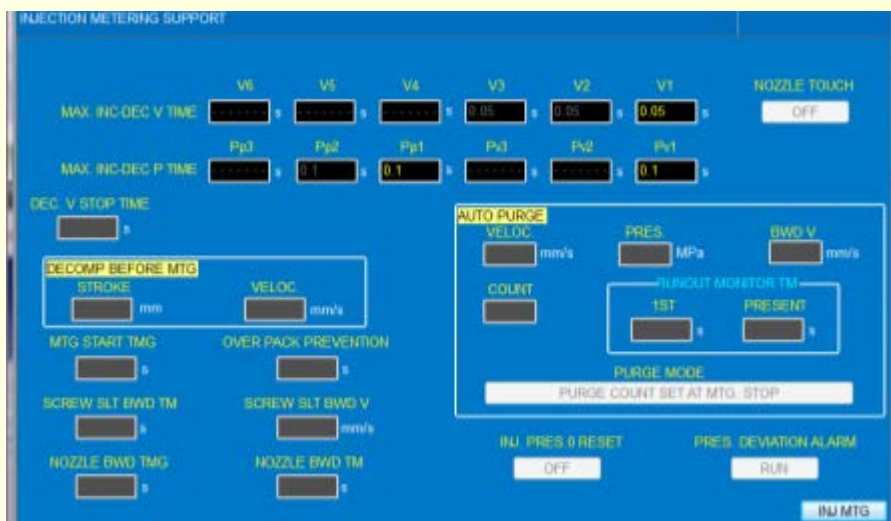 INJECTION METERING SUPPORT
V6 V5 V4 V3 V2 V1 NOZZLE TOUCH
MAX. INC-DEC V TIME ------- s ------- s ------- s 0.05 s 0.05 s 0.05 s OFF
Pp3 Pp2 Pp1 Pv3 Pv2 Pv1
MAX. INC-DEC P TIME ------- s 0.1 s 0.1 s ------- s ------- s 0.1 s
DEC. V STOP TIME
s
AUTO PURGE
VELOC. PRES. BWD V
mm/s MPa mm/s
DECOMP BEFORE MTG
STROKE VELOC.
mm mm/s
COUNT RUNOUT MONITOR TM
1ST PRESENT
s s
MTG START TMG OVER PACK PREVENTION
s s
PURGE MODE
PURGE COUNT SET AT MTG. STOP
SCREW SLT BWD TM SCREW SLT BWD V
s mm/s
INJ. PRES.0 RESET PRES. DEVIATION ALARM
OFF RUN
NOZZLE BWD TMG NOZZLE BWD TM
s s
INJ MTG